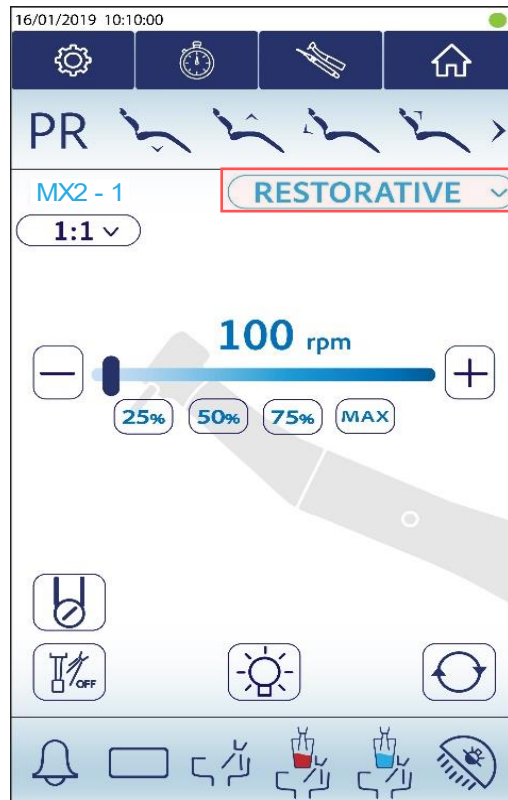 16/01/2019 10:10:00
PR
MX2 - 1 RESTORATIVE
1:1
100 rpm
25% 50% 75% MAX
OFF